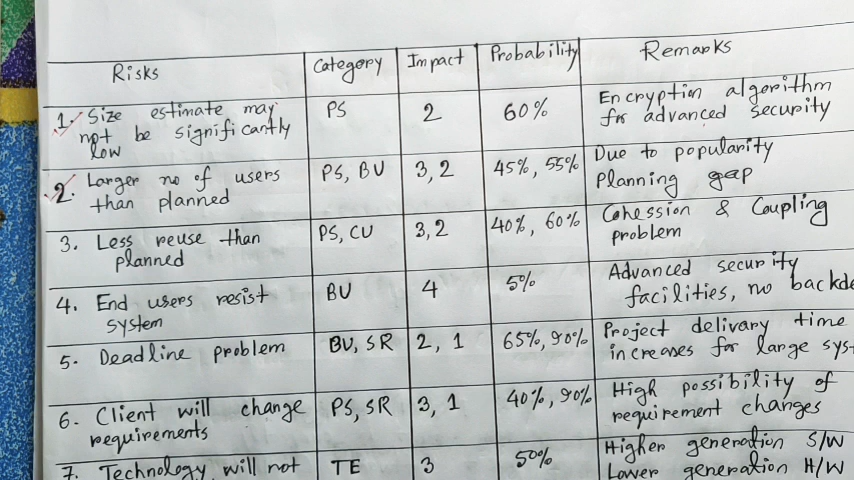 Risks Category Impact Probability Remarks
1. Size estimate may PS 2 60% Encryption algorithm
not be significantly for advanced security
low
2. Larger no of users PS, BU 3, 2 45%, 55% Due to popularity
than planned Planning gap
3. Less reuse than PS, CU 3, 2 40%, 60% Cohession & Coupling
planned problem
4. End users resist BU 4 5% Advanced security
system facilities, no backdo
5. Deadline problem BU, SR 2, 1 65%, 90% Project delivary time
increases for large sys
6. Client will change PS, SR 3, 1 40%, 90% High possibility of
requirements requirement changes
7. Technology will not TE 3 50% Higher generation S/W
Lower generation H/W